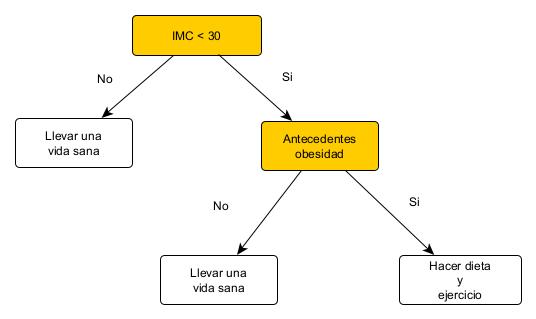 IMC < 30
No
Si
Llevar una
vida sana
Antecedentes
obesidad
No
Si
Llevar una
vida sana
Hacer dieta
y
ejercicio